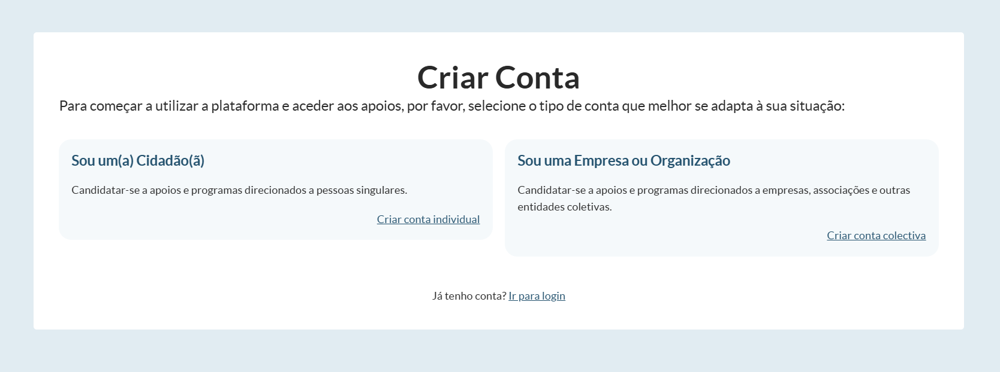 Criar Conta
Para começar a utilizar a plataforma e aceder aos apoios, por favor, selecione o tipo de conta que melhor se adapta à sua situação:
Sou um(a) Cidadão(ã)
Candidatar-se a apoios e programas direcionados a pessoas singulares.
Criar conta individual
Sou uma Empresa ou Organização
Candidatar-se a apoios e programas direcionados a empresas, associações e outras
entidades coletivas.
Criar conta colectiva
Já tenho conta? Ir para login